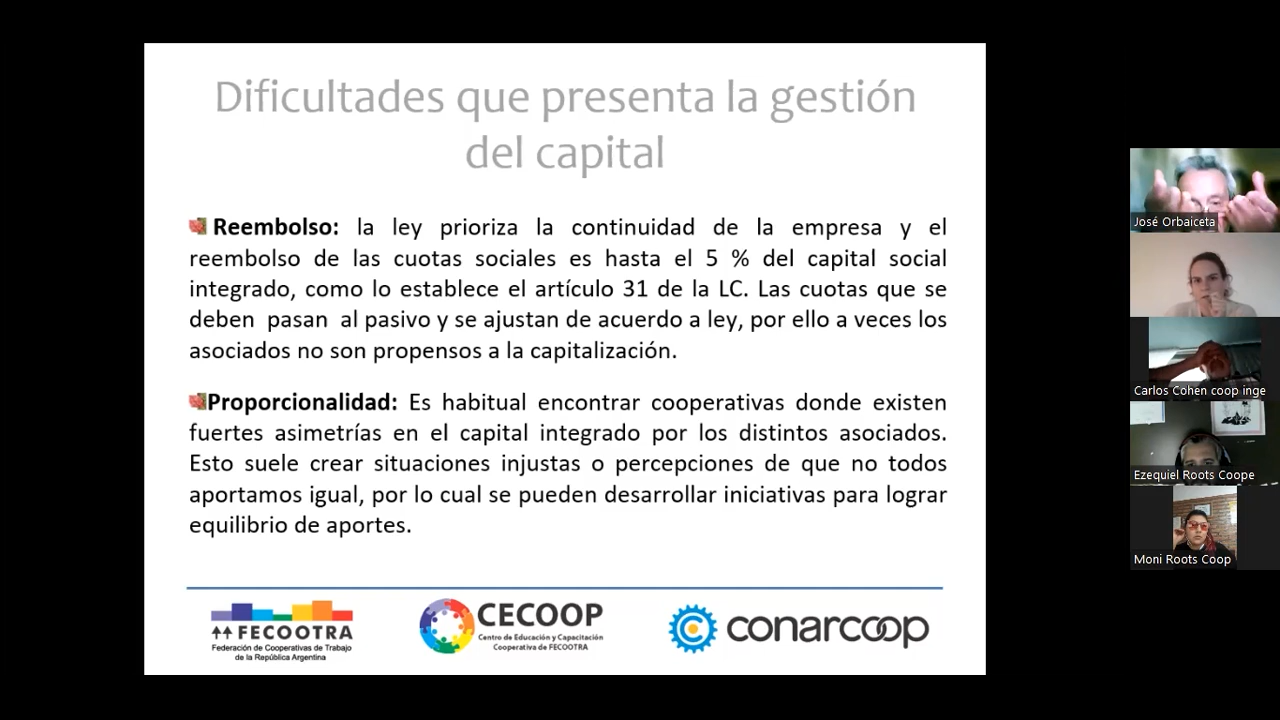 Dificultades que presenta la gestión
del capital
Reembolso: la ley prioriza la continuidad de la empresa y el
reembolso de las cuotas sociales es hasta el 5 % del capital social
integrado, como lo establece el artículo 31 de la LC. Las cuotas que se
deben pasan al pasivo y se ajustan de acuerdo a ley, por ello a veces los
asociados no son propensos a la capitalización.
Proporcionalidad: Es habitual encontrar cooperativas donde existen
fuertes asimetrías en el capital integrado por los distintos asociados.
Esto suele crear situaciones injustas o percepciones de que no todos
aportamos igual, por lo cual se pueden desarrollar iniciativas para lograr
equilibrio de aportes.
FECOOTRA
Federación de Cooperativas de Trabajo
de la República Argentina
CECOOP
Centro de Educación y Capacitación
Cooperativa de FECOOTRA
conarcoop
José Orbaiceta
Carlos Cohen coop inge
Ezequiel Roots Coope
Moni Roots Coop